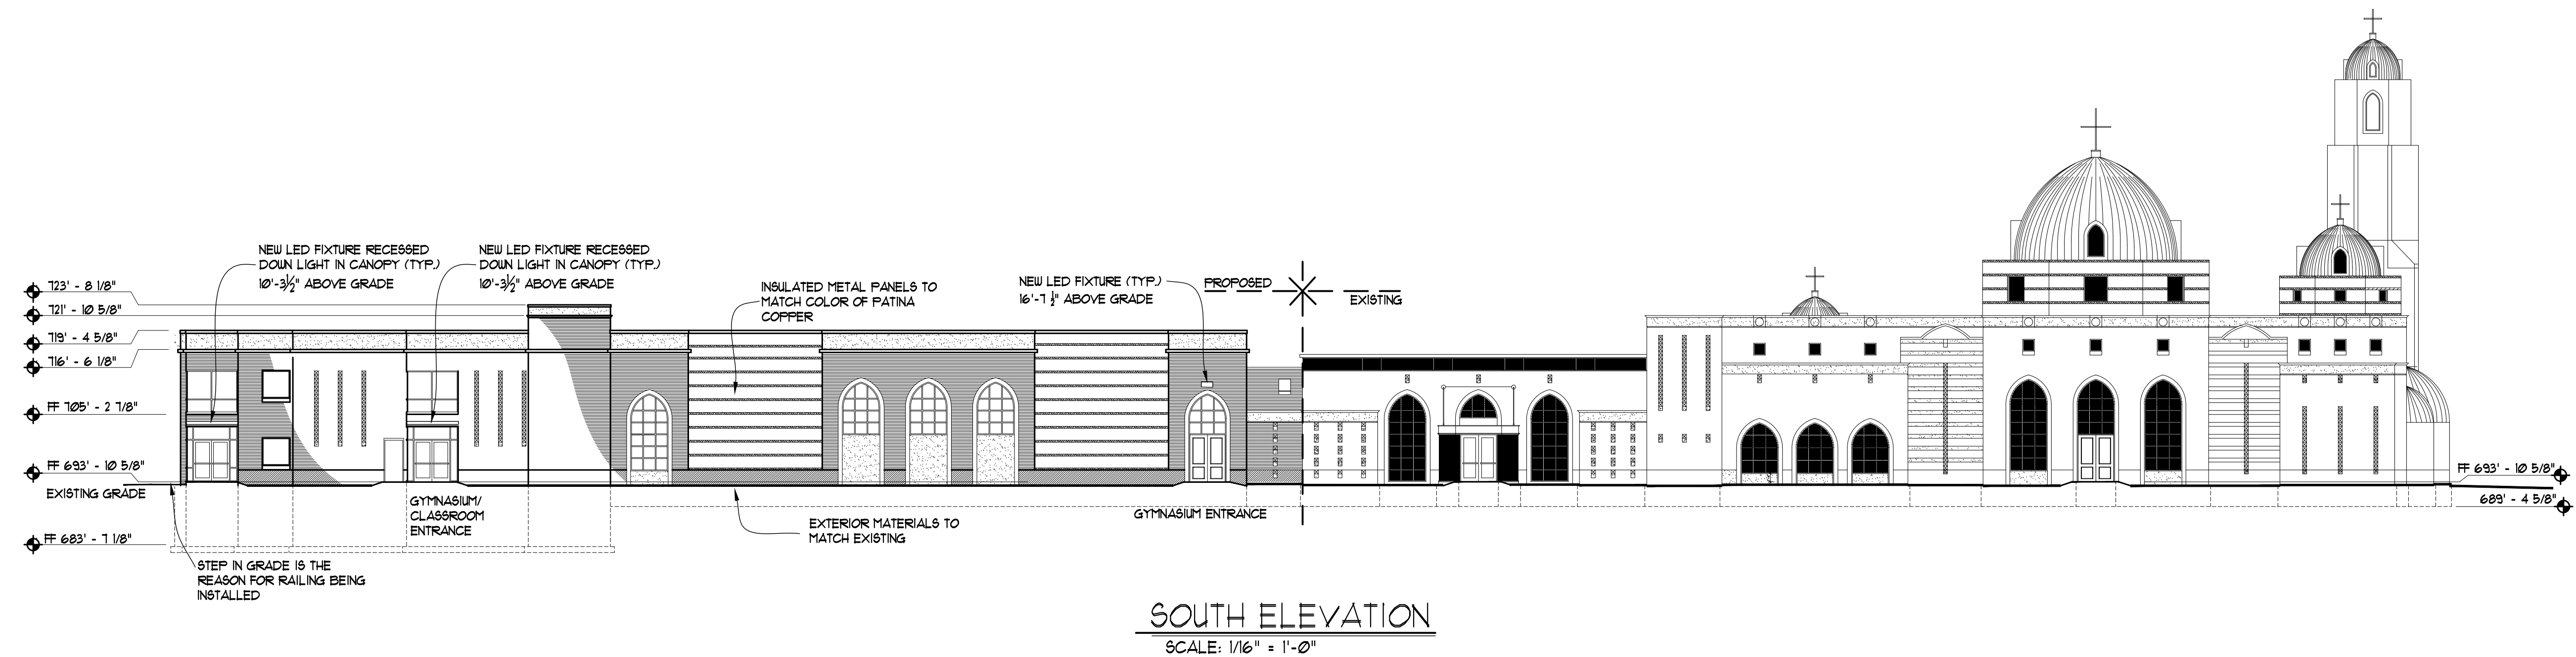 NEW LED FIXTURE RECESSED
DOWN LIGHT IN CANOPY (TYP.)
10'-3½" ABOVE GRADE
NEW LED FIXTURE RECESSED
DOWN LIGHT IN CANOPY (TYP.)
10'-3½" ABOVE GRADE
INSULATED METAL PANELS TO
MATCH COLOR OF PATINA
COPPER
NEW LED FIXTURE (TYP.)
16'-7 ½" ABOVE GRADE
PROPOSED
EXISTING
723' - 8 1/8"
721' - 10 5/8"
719' - 4 5/8"
716' - 6 1/8"
FF 705' - 2 7/8"
FF 693' - 10 5/8"
EXISTING GRADE
FF 683' - 7 1/8"
GYMNASIUM/
CLASSROOM
ENTRANCE
STEP IN GRADE IS THE
REASON FOR RAILING BEING
INSTALLED
EXTERIOR MATERIALS TO
MATCH EXISTING
GYMNASIUM ENTRANCE
FF 693' - 10 5/8"
689' - 4 5/8"
SOUTH ELEVATION
SCALE: 1/16" = 1'-0"